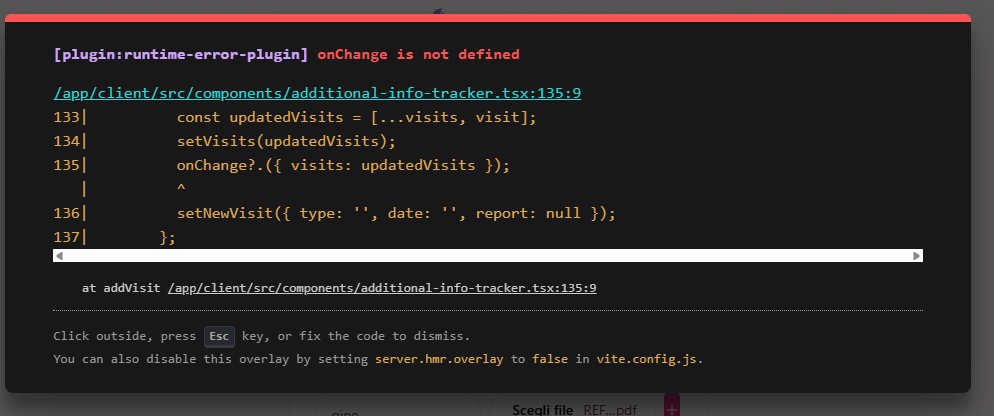 [plugin:runtime-error-plugin] onChange is not defined
/app/client/src/components/additional-info-tracker.tsx:135:9
133|          const updatedVisits = [...visits, visit];
134|          setVisits(updatedVisits);
135|          onChange?.({ visits: updatedVisits });
   |          ^
136|          setNewVisit({ type: '', date: '', report: null });
137|        };
at addVisit /app/client/src/components/additional-info-tracker.tsx:135:9
Click outside, press Esc key, or fix the code to dismiss.
You can also disable this overlay by setting server.hmr.overlay to false in vite.config.js.
Scegli file REF...pdf
+